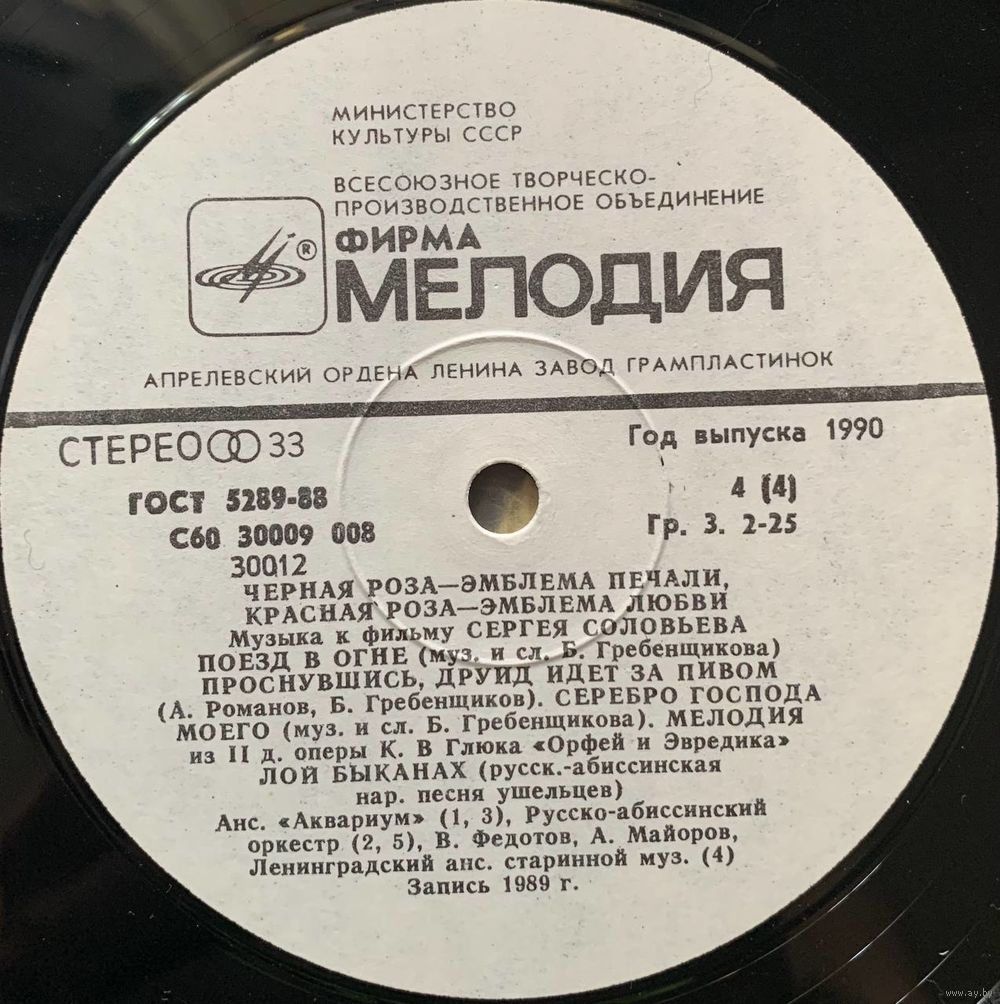 МИНИСТЕРСТВО
КУЛЬТУРЫ СССР
ВСЕСОЮЗНОЕ ТВОРЧЕСКО-
ПРОИЗВОДСТВЕННОЕ ОБЪЕДИНЕНИЕ
ФИРМА
®
МЕЛОДИЯ
АПРЕЛЕВСКИЙ ОРДЕНА ЛЕНИНА ЗАВОД ГРАМПЛАСТИНОК
СТЕРЕО 33
Год выпуска 1990
ГОСТ 5289-88
4 (4)
С60 30009 008
Гр. 3. 2-25
30012
ЧЕРНАЯ РОЗА—ЭМБЛЕМА ПЕЧАЛИ,
КРАСНАЯ РОЗА—ЭМБЛЕМА ЛЮБВИ
Музыка к фильму СЕРГЕЯ СОЛОВЬЕВА
ПОЕЗД В ОГНЕ (муз. и сл. Б. Гребенщикова)
ПРОСНУВШИСЬ, ДРУИД ИДЕТ ЗА ПИВОМ
(А. Романов, Б. Гребенщиков). СЕРЕБРО ГОСПОДА
МОЕГО (муз. и сл. Б. Гребенщикова). МЕЛОДИЯ
из II д. оперы К. В Глюка «Орфей и Эвредика»
ЛОЙ БЫКАНАХ (русск.-абиссинская
нар. песня ушельцев)
Анс. «Аквариум» (1, 3), Русско-абиссинский
оркестр (2, 5), В. Федотов, А. Майоров,
Ленинградский анс. старинной муз. (4)
Запись 1989 г.
www.ay.by